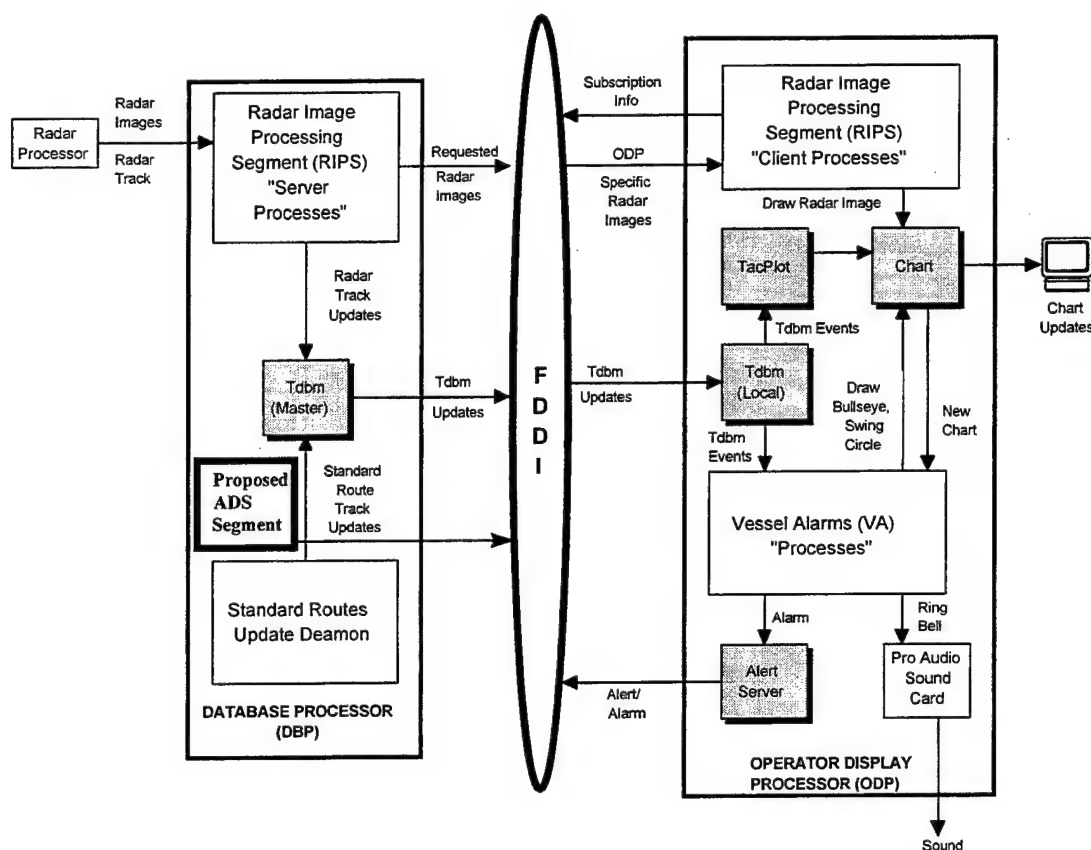 Radar
Processor
Radar
Images
Radar
Track
Radar Image
Processing
Segment (RIPS)
"Server
Processes"
Requested
Radar
Images
Radar
Track
Updates
Tdbm
(Master)
Tdbm
Updates
Proposed
ADS
Segment
Standard
Route
Track
Updates
Standard Routes
Update Deamon
DATABASE PROCESSOR
(DBP)
F
D
D
I
Subscription
Info
ODP
Specific
Radar
Images
Tdbm
Updates
Alert/
Alarm
Radar Image
Processing
Segment (RIPS)
"Client Processes"
Draw Radar Image
TacPlot
Chart
Chart
Updates
Tdbm Events
Tdbm
(Local)
Draw
Bullseye,
Swing
Circle
New
Chart
Tdbm
Events
Vessel Alarms (VA)
"Processes"
Alarm
Ring
Bell
Alert
Server
Pro Audio
Sound
Card
OPERATOR DISPLAY
PROCESSOR (ODP)
Sound